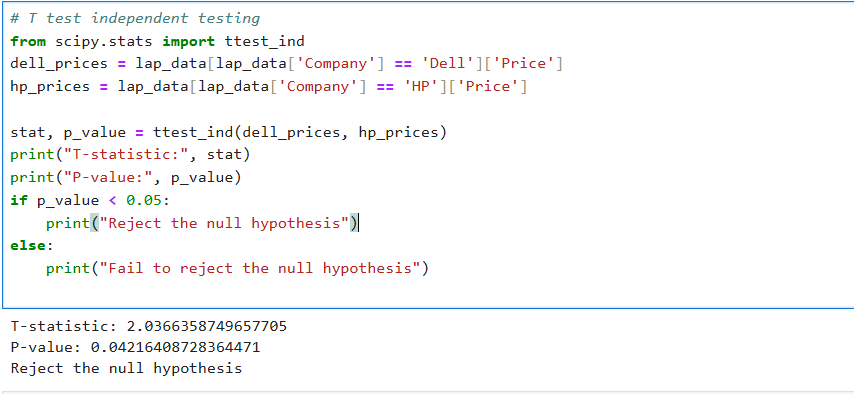 # T test independent testing
from scipy.stats import ttest_ind
dell_prices = lap_data[lap_data['Company'] == 'Dell']['Price']
hp_prices = lap_data[lap_data['Company'] == 'HP']['Price']
stat, p_value = ttest_ind(dell_prices, hp_prices)
print("T-statistic:", stat)
print("P-value:", p_value)
if p_value < 0.05:
    print("Reject the null hypothesis")
else:
    print("Fail to reject the null hypothesis")
T-statistic: 2.0366358749657705
P-value: 0.04216408728364471
Reject the null hypothesis